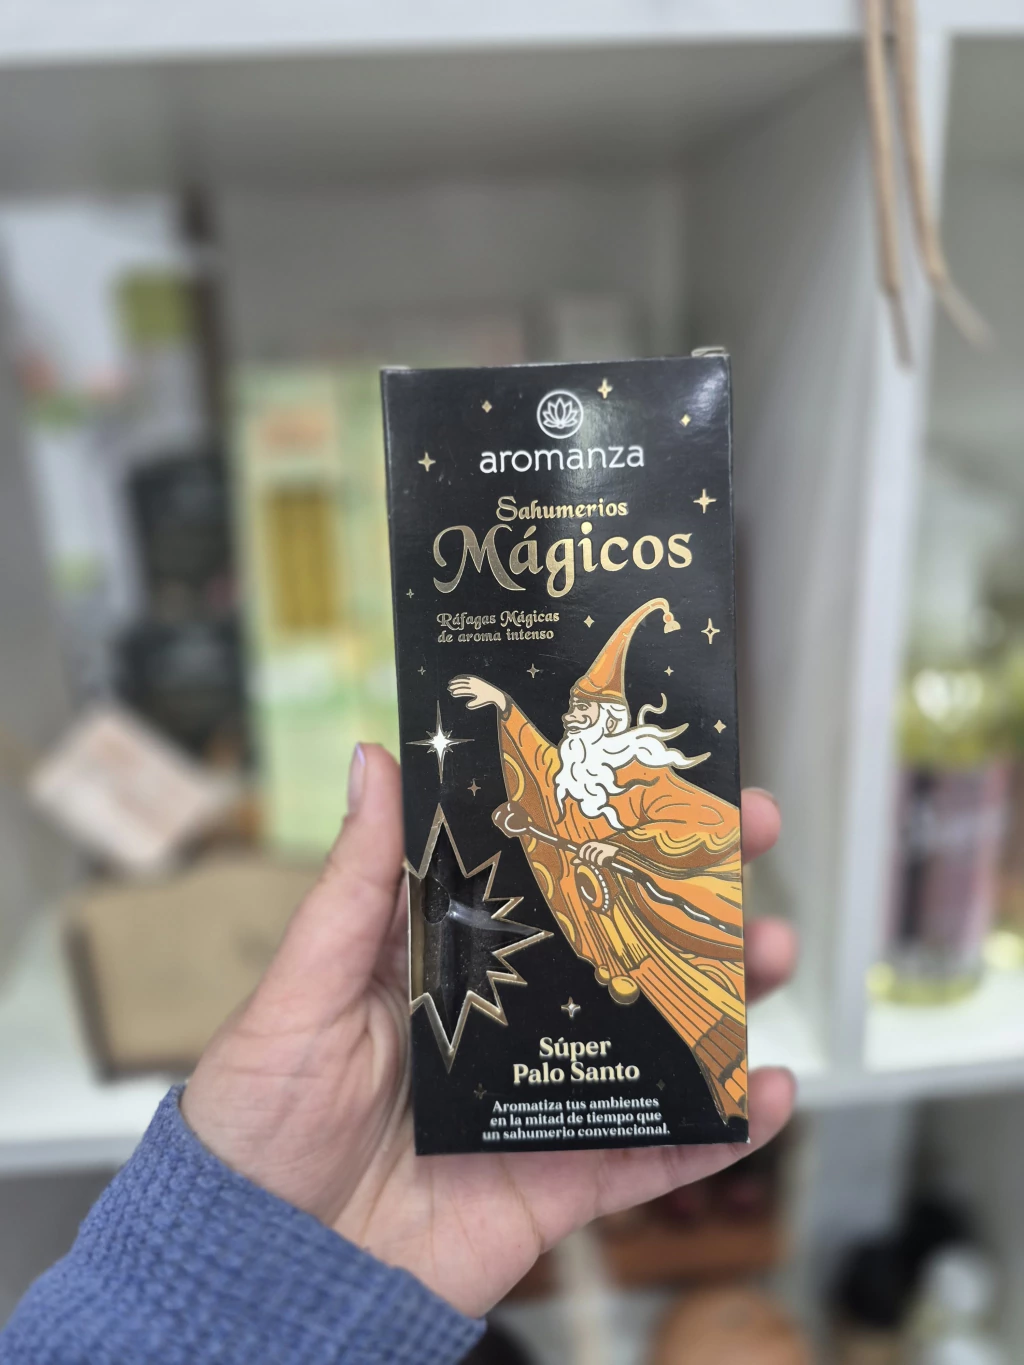 aromanza
Sahumerios
Mágicos
Ráfagas Mágicas
de aroma intenso
Súper
Palo Santo
Aromatiza tus ambientes
en la mitad de tiempo que
un sahumerio convencional.